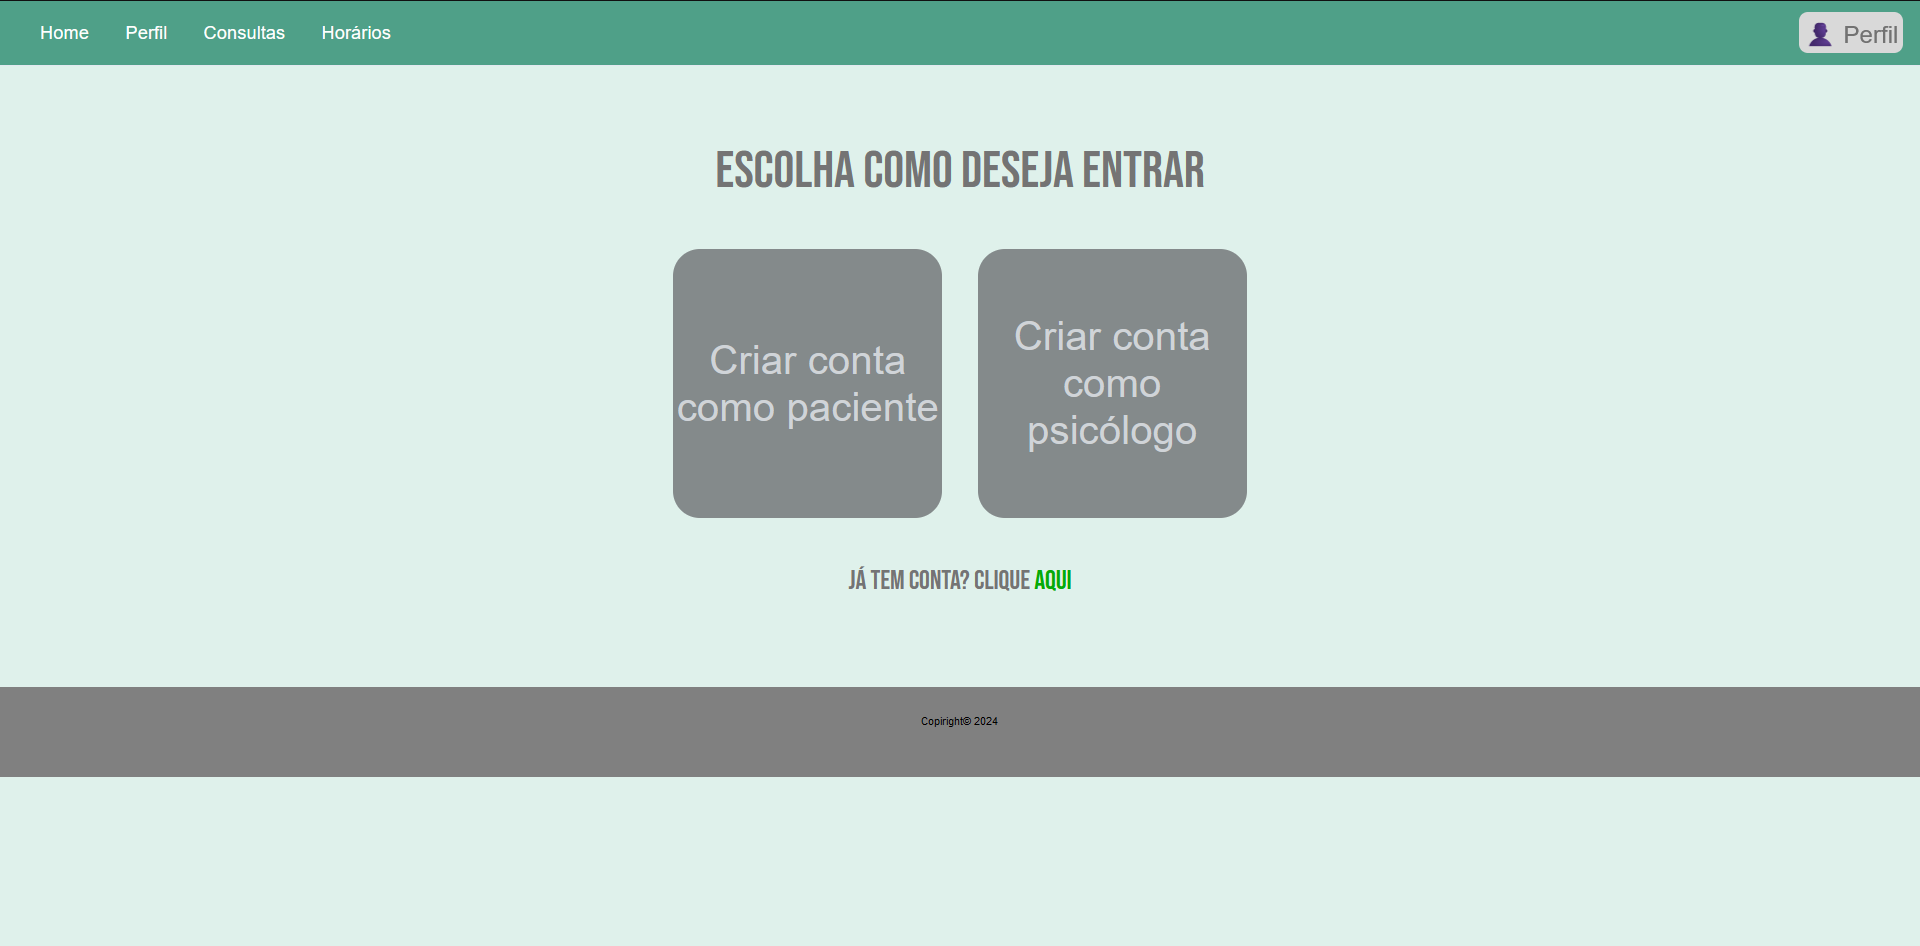 Home Perfil Consultas Horários
👤 Perfil
ESCOLHA COMO DESEJA ENTRAR
Criar conta
como paciente
Criar conta
como
psicólogo
JÁ TEM CONTA? CLIQUE AQUI
Copiright© 2024